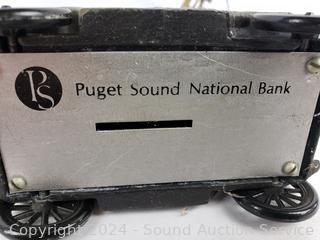 PS
Puget Sound National Bank
Copyright 2024 - Sound Auction Service